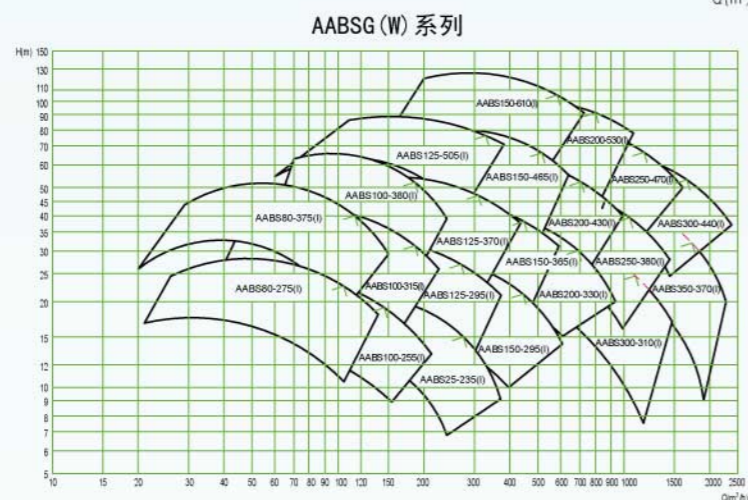 Q(m
AABSG(W)系列
H(m)
150
130
110
100
90
80
70
60
50
40
35
30
25
20
15
12
10
9
8
7
6
5
AABS150-610(I)
AABS200-530(I)
AABS125-505(I)
AABS150-465(I)
AABS250-470(I)
AABS100-380(I)
AABS80-375(I)
AABS200-430(I)
AABS300-440(I)
AABS125-370(I)
AABS150-365(I)
AABS250-380(I)
AABS80-275(I)
AABS100-315(I)
AABS125-295(I)
AABS200-330(I)
AABS350-370(I)
AABS300-310(I)
AABS150-295(I)
AABS100-255(I)
AABS25-235(I)
10 15 20 30 40 50 60 70 80 90 100 120 150 200 300 400 500 600 700 800 900 1000 1500 2000 2500
Q(m³/h)